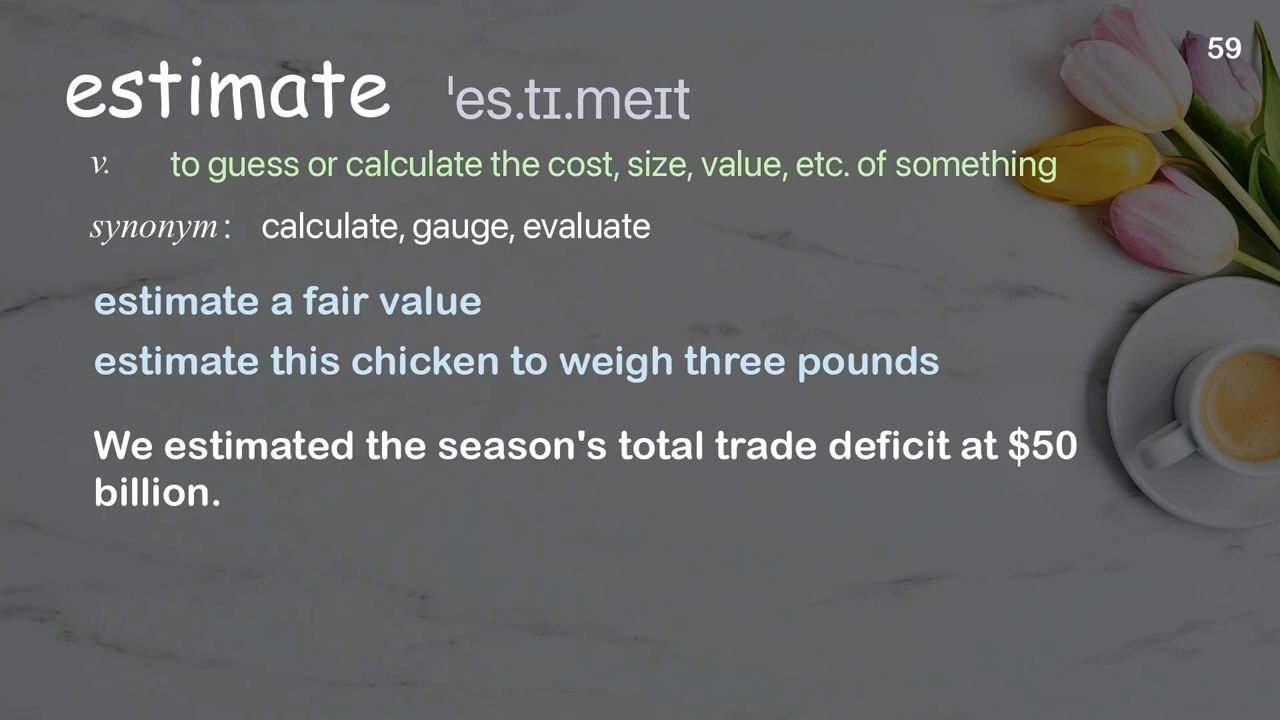 59
estimate ˈes.tɪ.meɪt
v. to guess or calculate the cost, size, value, etc. of something
synonym: calculate, gauge, evaluate
estimate a fair value
estimate this chicken to weigh three pounds
We estimated the season's total trade deficit at $50
billion.